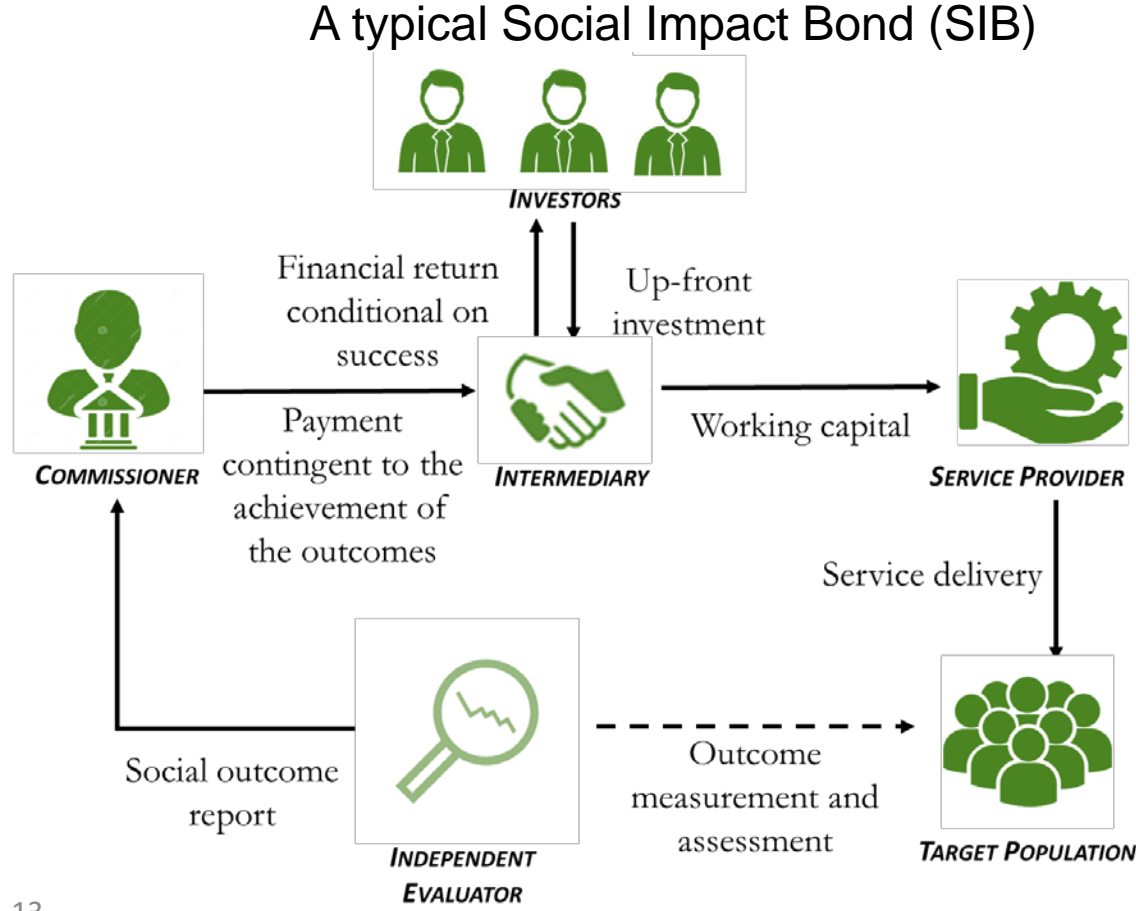 A typical Social Impact Bond (SIB)
INVESTORS
Financial return
conditional on
success
Up-front
investment
Payment
contingent to the
achievement of
the outcomes
Working capital
COMMISSIONER
INTERMEDIARY
SERVICE PROVIDER
Service delivery
Social outcome
report
Outcome
measurement and
assessment
INDEPENDENT
EVALUATOR
TARGET POPULATION